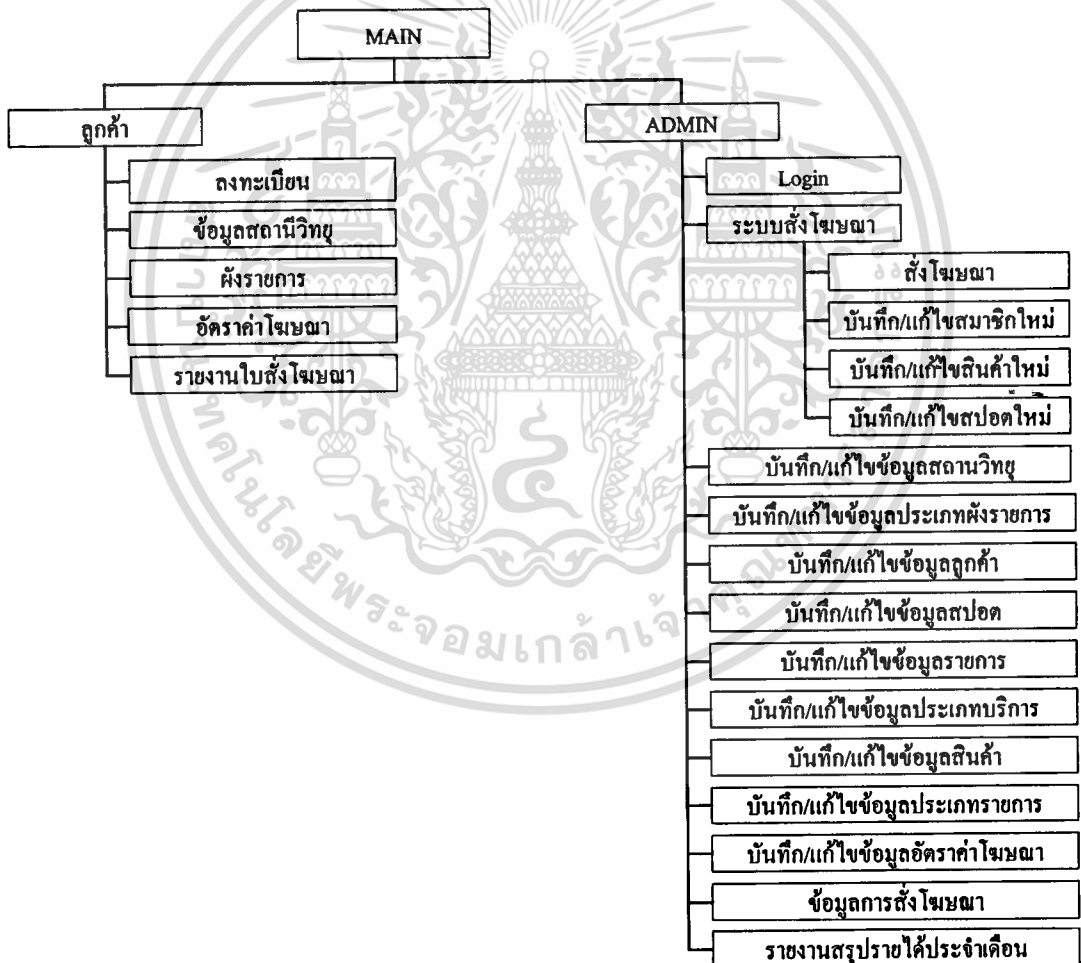 MAIN
ลูกค้า
ลงทะเบียน
ข้อมูลสถานีวิทยุ
ผังรายการ
อัตราค่าโฆษณา
รายงานใบสั่งโฆษณา
ADMIN
Login
ระบบสั่งโฆษณา
สั่งโฆษณา
บันทึก/แก้ไขสมาชิกใหม่
บันทึก/แก้ไขสินค้าใหม่
บันทึก/แก้ไขสปอตใหม่
บันทึก/แก้ไขข้อมูลสถานวิทยุ
บันทึก/แก้ไขข้อมูลประเภทผังรายการ
บันทึก/แก้ไขข้อมูลลูกค้า
บันทึก/แก้ไขข้อมูลสปอต
บันทึก/แก้ไขข้อมูลรายการ
บันทึก/แก้ไขข้อมูลประเภทบริการ
บันทึก/แก้ไขข้อมูลสินค้า
บันทึก/แก้ไขข้อมูลประเภทรายการ
บันทึก/แก้ไขข้อมูลอัตราค่าโฆษณา
ข้อมูลการสั่งโฆษณา
รายงานสรุปรายได้ประจำเดือน